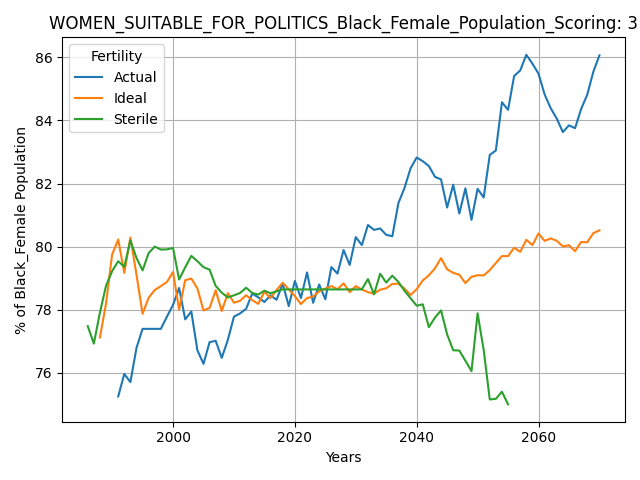 WOMEN_SUITABLE_FOR_POLITICS_Black_Female_Population_Scoring: 3
Fertility
Actual
Ideal
Sterile
% of Black_Female Population
86
84
82
80
78
76
2000
2020
2040
2060
Years